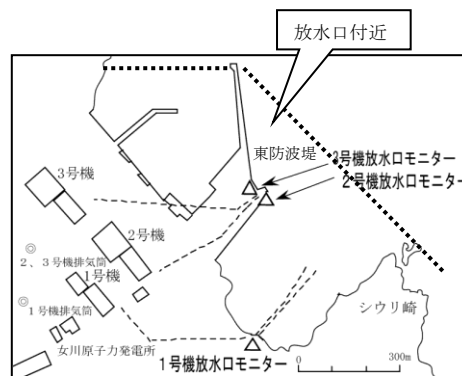 放水口付近
東防波堤
3号機放水口モニター
2号機放水口モニター
3号機
2号機
◎
2、3号機排気筒
1号機
◎
1号機排気筒
シウリ崎
女川原子力発電所
1号機放水口モニター
0 300m